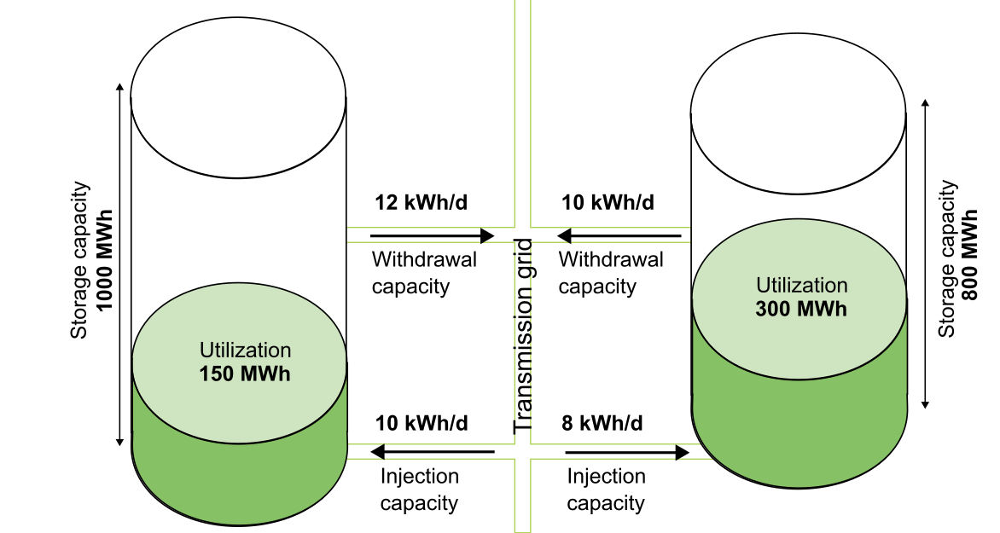 Storage capacity
1000 MWh
Utilization
150 MWh
12 kWh/d
Withdrawal
capacity
10 kWh/d
Injection
capacity
Transmission grid
10 kWh/d
Withdrawal
capacity
8 kWh/d
Injection
capacity
Utilization
300 MWh
Storage capacity
800 MWh